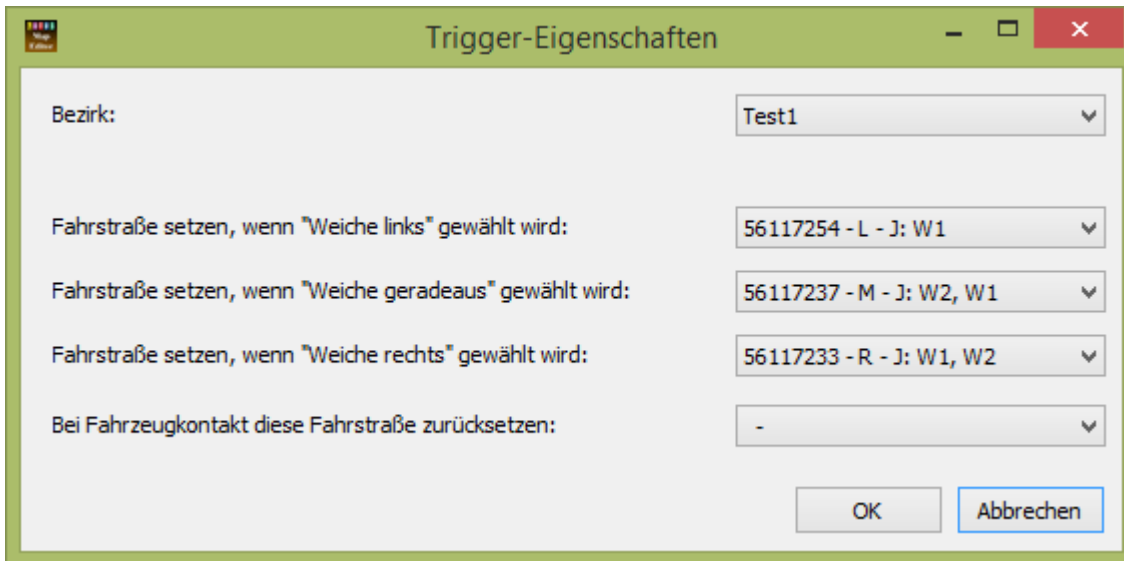 Map
Editor
Trigger-Eigenschaften
Bezirk: Test1
Fahrstraße setzen, wenn "Weiche links" gewählt wird: 56117254 - L - J: W1
Fahrstraße setzen, wenn "Weiche geradeaus" gewählt wird: 56117237 - M - J: W2, W1
Fahrstraße setzen, wenn "Weiche rechts" gewählt wird: 56117233 - R - J: W1, W2
Bei Fahrzeugkontakt diese Fahrstraße zurücksetzen: -
OK Abbrechen